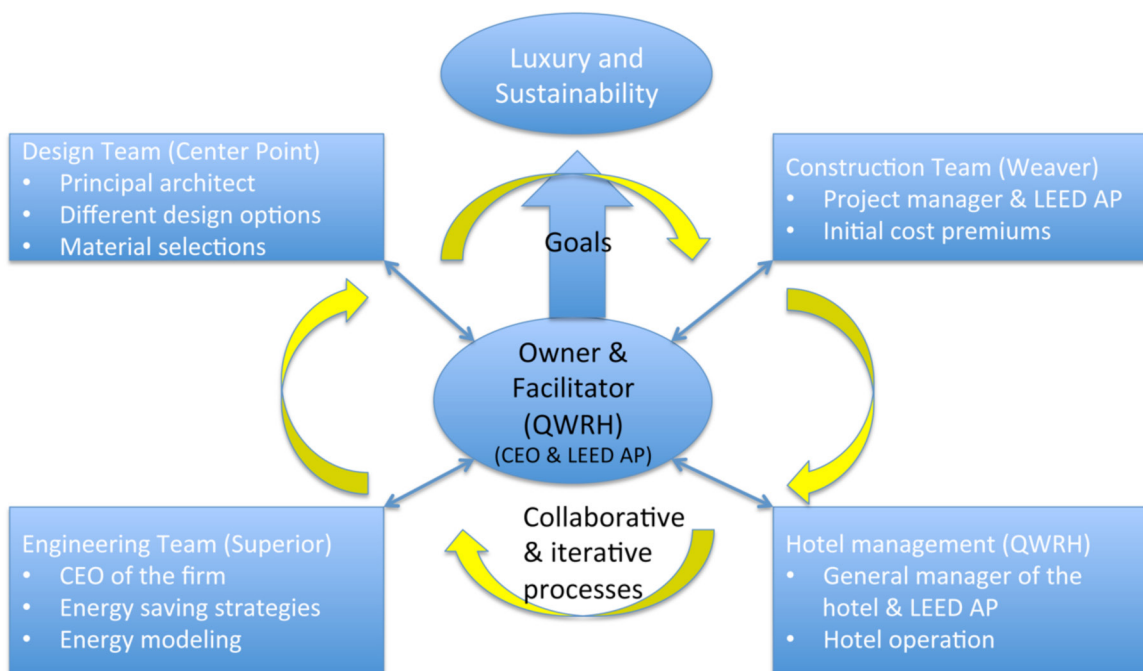 Luxury and
Sustainability
Design Team (Center Point)
• Principal architect
• Different design options
• Material selections
Construction Team (Weaver)
• Project manager & LEED AP
• Initial cost premiums
Goals
Owner &
Facilitator
(QWRH)
(CEO & LEED AP)
Collaborative
& iterative
processes
Engineering Team (Superior)
• CEO of the firm
• Energy saving strategies
• Energy modeling
Hotel management (QWRH)
• General manager of the
hotel & LEED AP
• Hotel operation